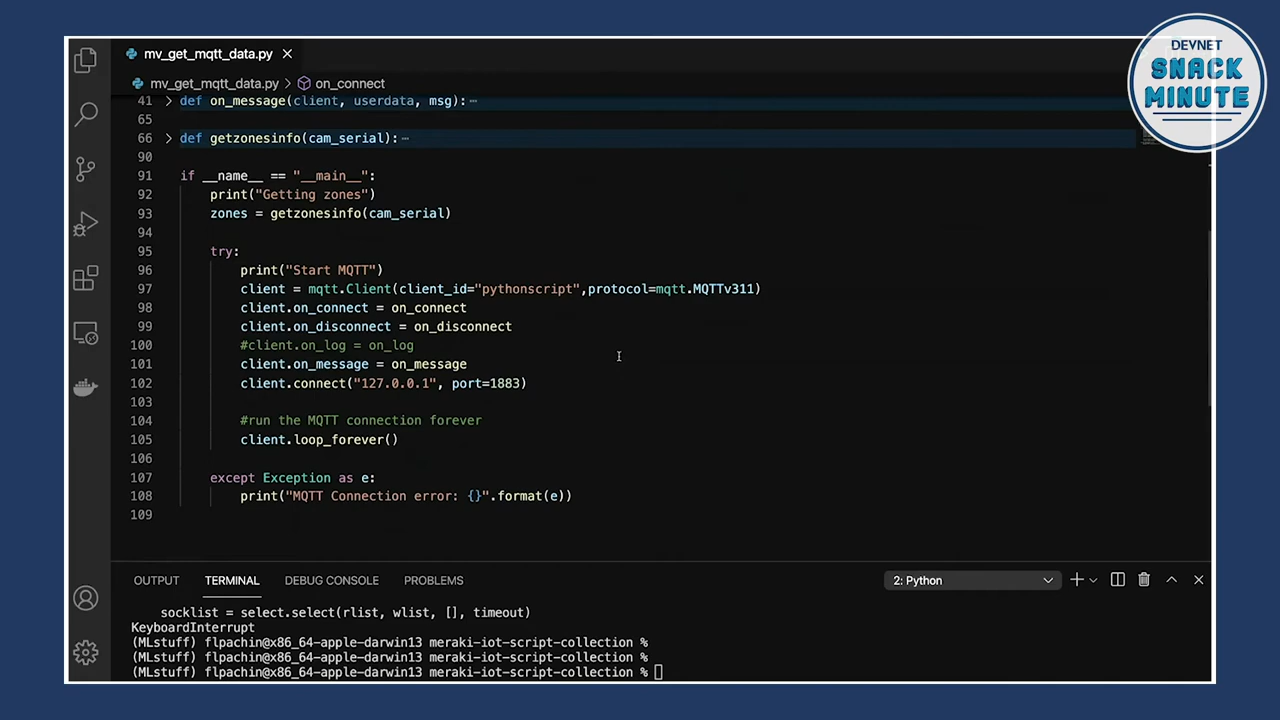 DEVNET
SNACK
MINUTE
mv_get_mqtt_data.py
mv_get_mqtt_data.py > on_connect
41 > def on_message(client, userdata, msg):⋯
65
66 > def getzonesinfo(cam_serial):⋯
90
91 if __name__ == "__main__":
92 print("Getting zones")
93 zones = getzonesinfo(cam_serial)
94
95 try:
96 print("Start MQTT")
97 client = mqtt.Client(client_id="pythonscript",protocol=mqtt.MQTTv311)
98 client.on_connect = on_connect
99 client.on_disconnect = on_disconnect
100 #client.on_log = on_log
101 client.on_message = on_message
102 client.connect("127.0.0.1", port=1883)
103
104 #run the MQTT connection forever
105 client.loop_forever()
106
107 except Exception as e:
108 print("MQTT Connection error: {}".format(e))
109
OUTPUT TERMINAL DEBUG CONSOLE PROBLEMS 2: Python
socklist = select.select(rlist, wlist, [], timeout)
KeyboardInterrupt
(MLstuff) flpachin@x86_64-apple-darwin13 meraki-iot-script-collection %
(MLstuff) flpachin@x86_64-apple-darwin13 meraki-iot-script-collection %
(MLstuff) flpachin@x86_64-apple-darwin13 meraki-iot-script-collection %